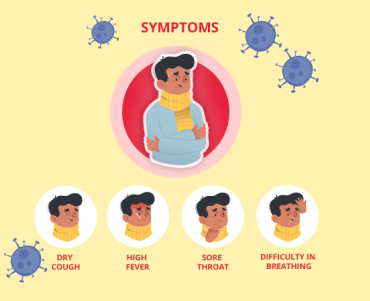 SYMPTOMS
DRY
COUGH
HIGH
FEVER
SORE
THROAT
DIFFICULTY IN
BREATHING